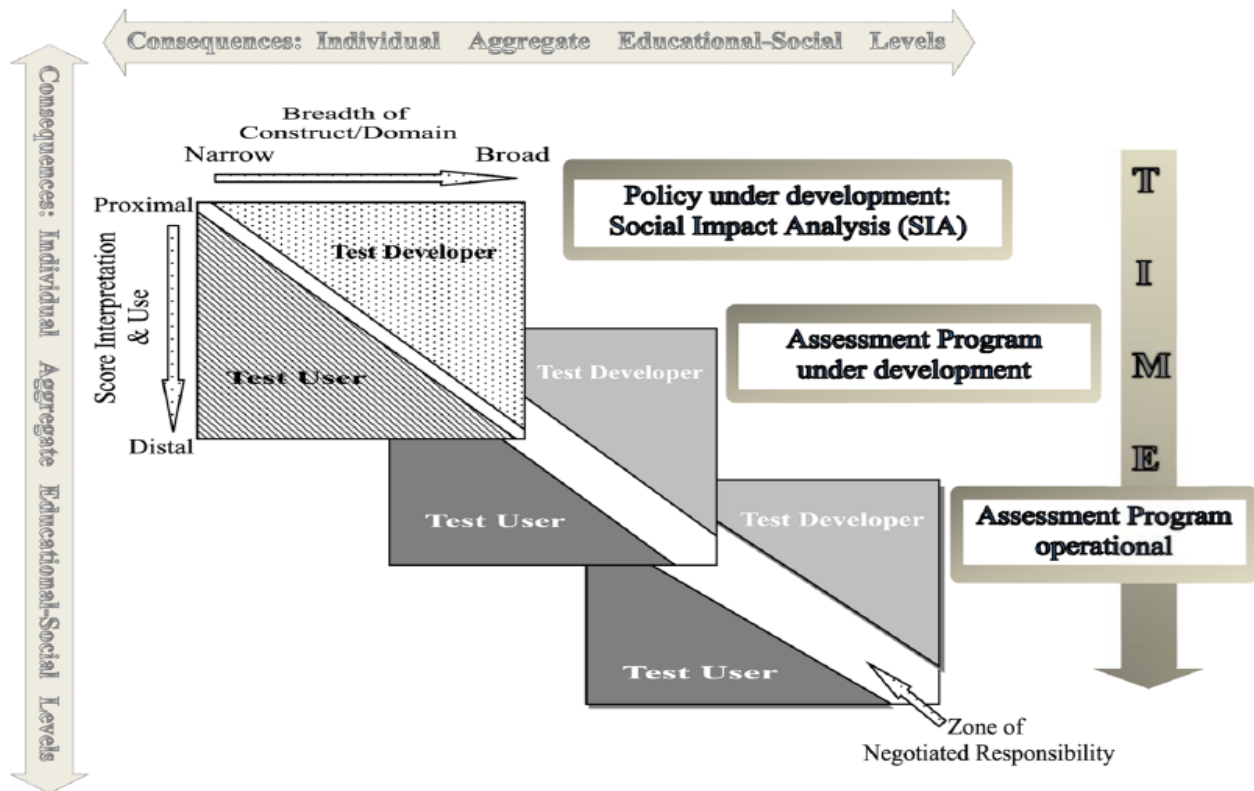 Consequences: Individual Aggregate Educational-Social Levels
Consequences: Individual Aggregate Educational-Social Levels
Breadth of
Construct/Domain
Narrow
Broad
Proximal
Score Interpretation
& Use
Distal
Test Developer
Test User
Policy under development:
Social Impact Analysis (SIA)
Test Developer
Test User
Assessment Program
under development
Test Developer
Test User
Assessment Program
operational
TIME
Zone of
Negotiated Responsibility